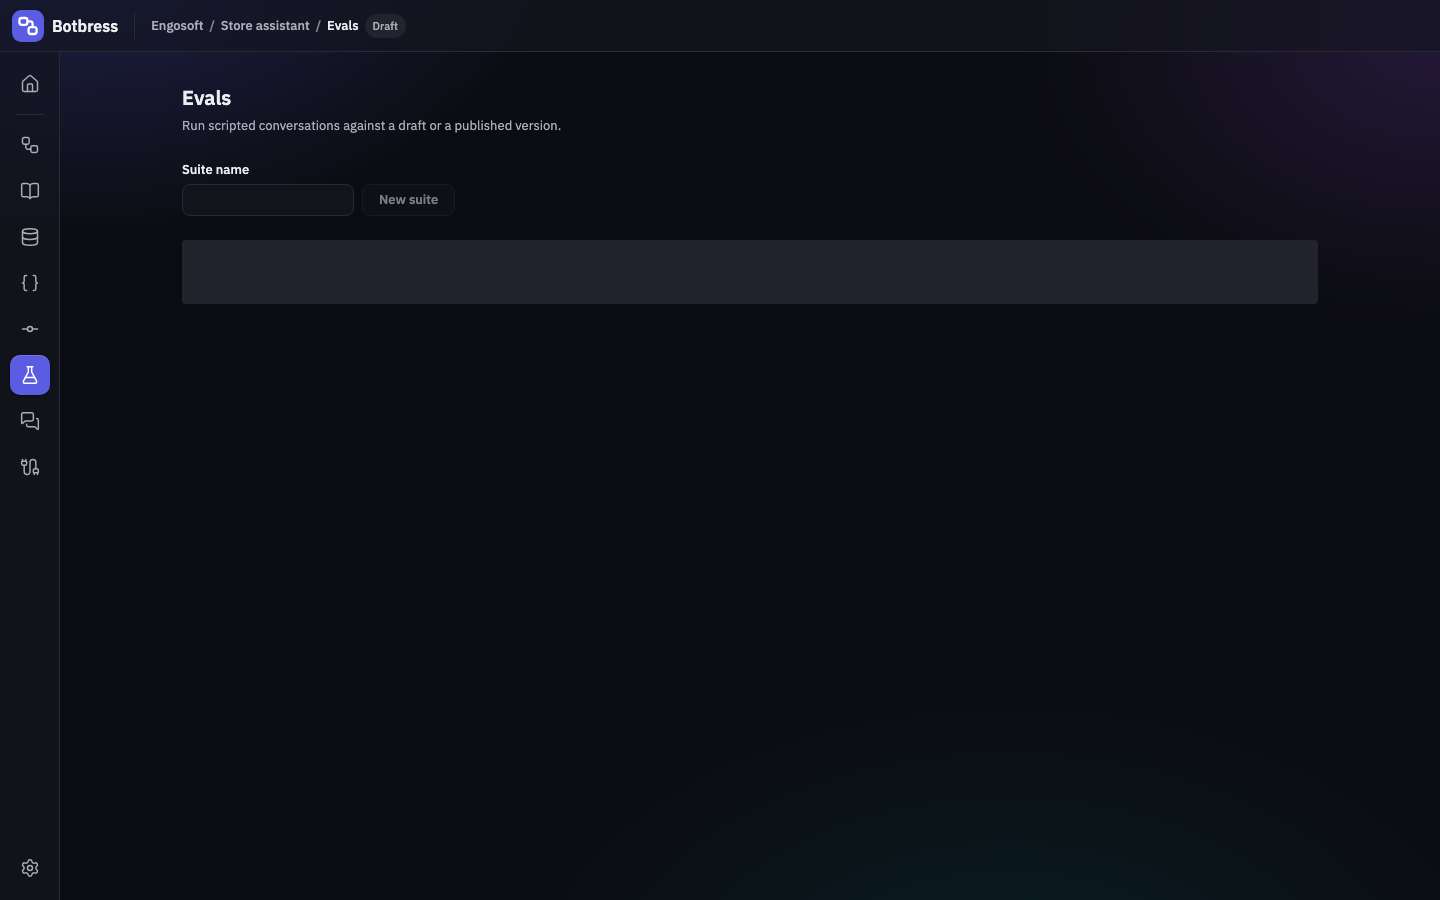 Botbress
Engosoft / Store assistant / Evals Draft
Evals
Run scripted conversations against a draft or a published version.
Suite name
New suite